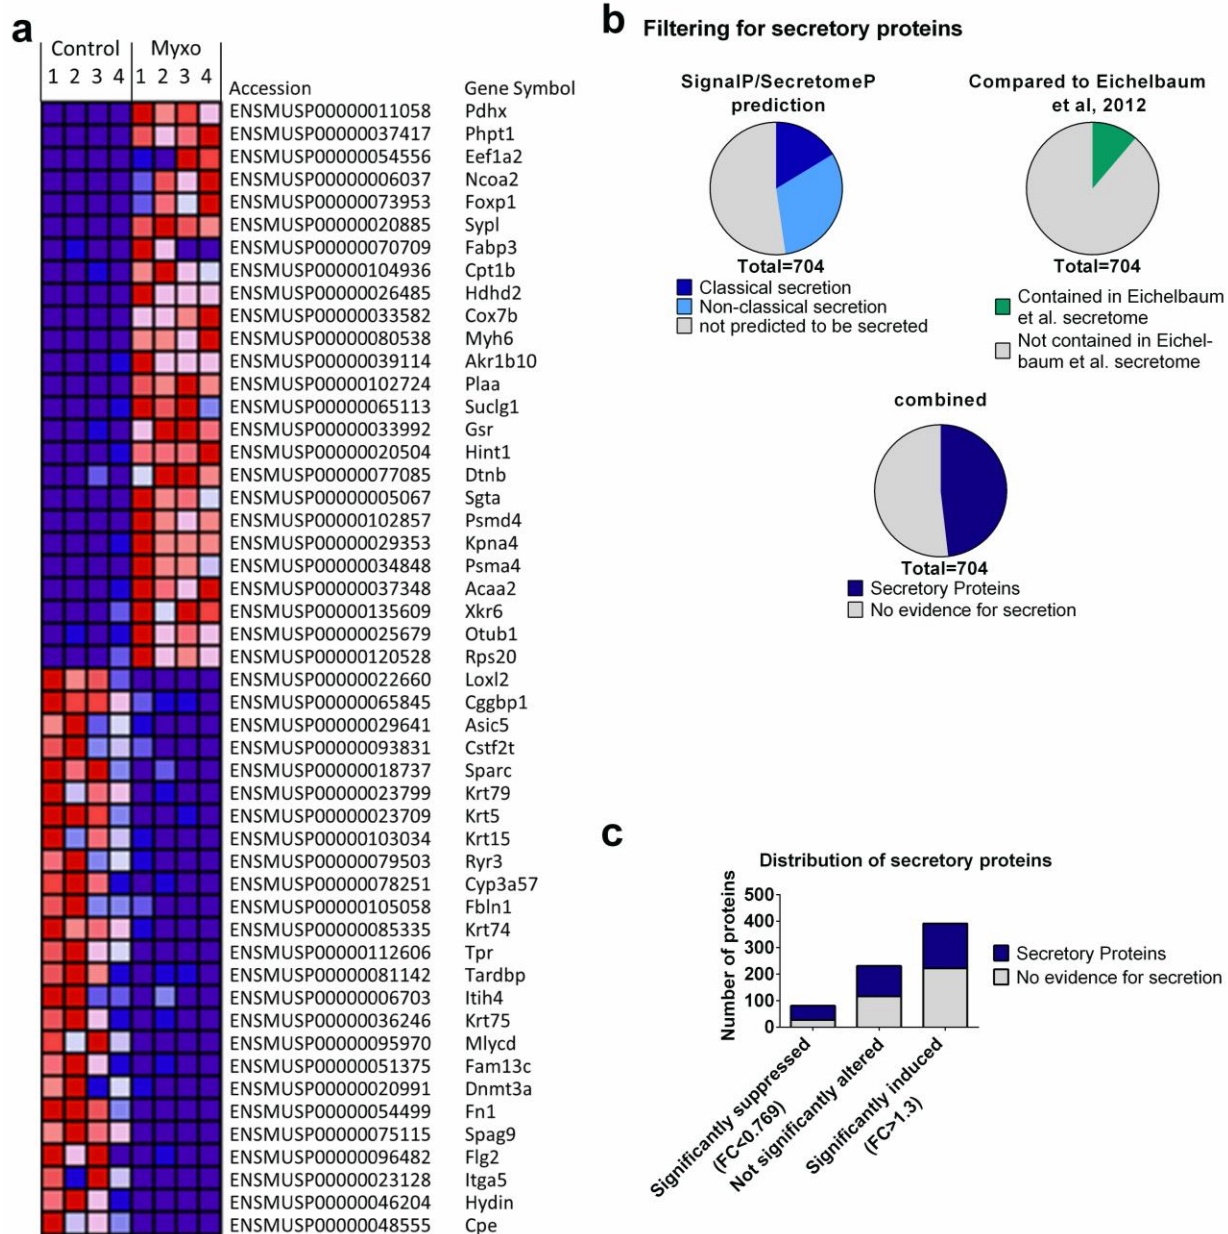 a
Control Myxo
1 2 3 4 1 2 3 4
Accession Gene Symbol
ENSMUSP00000011058 Pdhx
ENSMUSP00000037417 Phpt1
ENSMUSP00000054556 Eef1a2
ENSMUSP00000006037 Ncoa2
ENSMUSP00000073953 Foxp1
ENSMUSP00000020885 Sypl
ENSMUSP00000070709 Fabp3
ENSMUSP00000104936 Cpt1b
ENSMUSP00000026485 Hdhd2
ENSMUSP00000033582 Cox7b
ENSMUSP00000080538 Myh6
ENSMUSP00000039114 Akr1b10
ENSMUSP00000102724 Plaa
ENSMUSP00000065113 Suclg1
ENSMUSP00000033992 Gsr
ENSMUSP00000020504 Hint1
ENSMUSP00000077085 Dtnb
ENSMUSP00000005067 Sgta
ENSMUSP00000102857 Psmd4
ENSMUSP00000029353 Kpna4
ENSMUSP00000034848 Psma4
ENSMUSP00000037348 Acaa2
ENSMUSP00000135609 Xkr6
ENSMUSP00000025679 Otub1
ENSMUSP00000120528 Rps20
ENSMUSP00000022660 Loxl2
ENSMUSP00000065845 Cggbp1
ENSMUSP00000029641 Asic5
ENSMUSP00000093831 Cstf2t
ENSMUSP00000018737 Sparc
ENSMUSP00000023799 Krt79
ENSMUSP00000023709 Krt5
ENSMUSP00000103034 Krt15
ENSMUSP00000079503 Ryr3
ENSMUSP00000078251 Cyp3a57
ENSMUSP00000105058 Fbln1
ENSMUSP00000085335 Krt74
ENSMUSP00000112606 Tpr
ENSMUSP00000081142 Tardbp
ENSMUSP00000006703 Itih4
ENSMUSP00000036246 Krt75
ENSMUSP00000095970 Mlycd
ENSMUSP00000051375 Fam13c
ENSMUSP00000020991 Dnmt3a
ENSMUSP00000054499 Fn1
ENSMUSP00000075115 Spag9
ENSMUSP00000096482 Flg2
ENSMUSP00000023128 Itga5
ENSMUSP00000046204 Hydin
ENSMUSP00000048555 Cpe
b Filtering for secretory proteins
SignalP/SecretomeP
prediction
Total=704
Classical secretion
Non-classical secretion
not predicted to be secreted
Compared to Eichelbaum
et al, 2012
Total=704
Contained in Eichelbaum
et al. secretome
Not contained in Eichel-
baum et al. secretome
combined
Total=704
Secretory Proteins
No evidence for secretion
c
Distribution of secretory proteins
Number of proteins
500
400
300
200
100
0
Significantly suppressed
(FC<0.769)
Not significantly altered
Significantly induced
(FC>1.3)
Secretory Proteins
No evidence for secretion